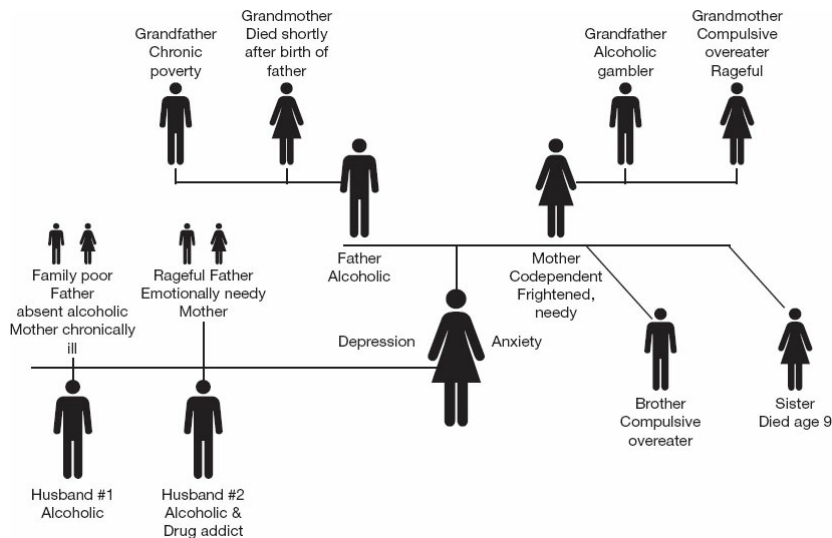 Grandfather
Chronic
poverty
Grandmother
Died shortly
after birth of
father
Grandfather
Alcoholic
gambler
Grandmother
Compulsive
overeater
Rageful
Family poor
Father
absent alcoholic
Mother chronically
ill
Rageful Father
Emotionally needy
Mother
Father
Alcoholic
Mother
Codependent
Frightened,
needy
Depression
Anxiety
Brother
Compulsive
overeater
Sister
Died age 9
Husband #1
Alcoholic
Husband #2
Alcoholic &
Drug addict